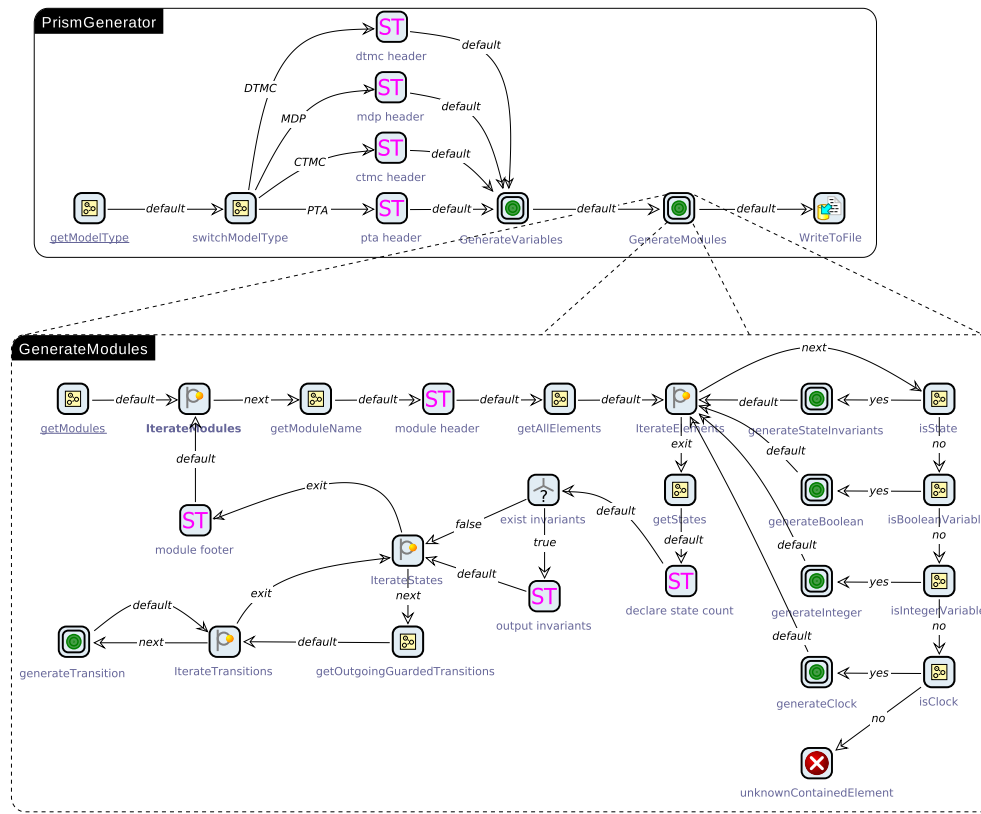 PrismGenerator
ST
dtmc header
default
DTMC
ST
mdp header
MDP
default
ST
ctmc header
CTMC
default
getModelType
default
switchModelType
PTA
ST
pta header
default
GenerateVariables
default
GenerateModules
default
WriteToFile
GenerateModules
next
getModules
default
IterateModules
next
getModuleName
default
ST
module header
default
getAllElements
default
IterateElements
default
generateStateInvariants
yes
isState
default
exit
default
no
exit
ST
module footer
?
exist invariants
default
getStates
generateBoolean
yes
isBooleanVariabl
false
true
default
default
no
IterateStates
default
ST
output invariants
ST
declare state count
generateInteger
yes
isIntegerVariable
exit
next
default
no
default
generateTransition
next
IterateTransitions
default
getOutgoingGuardedTransitions
generateClock
yes
isClock
no
unknownContainedElement